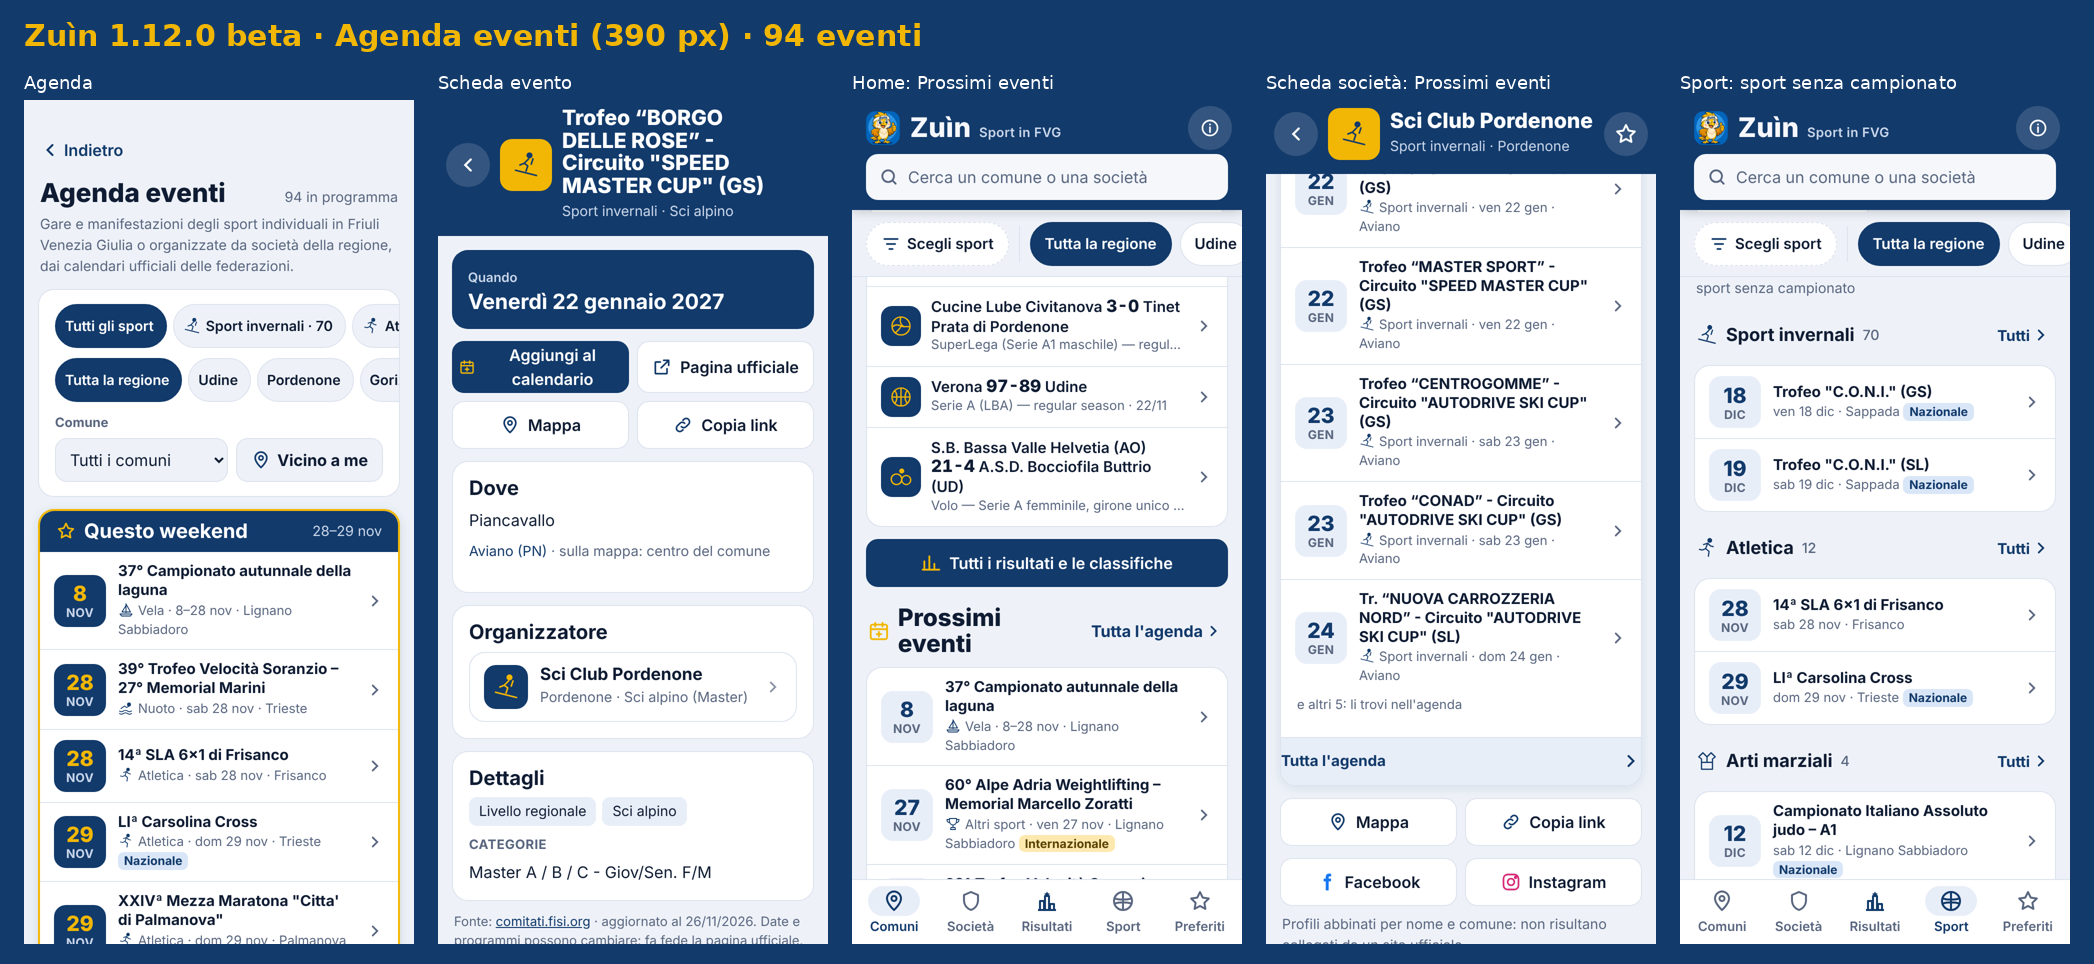 Zuìn 1.12.0 beta · Agenda eventi (390 px) · 94 eventi
Agenda
Indietro
Agenda eventi
94 in programma
Gare e manifestazioni degli sport individuali in Friuli
Venezia Giulia o organizzate da società della regione,
dai calendari ufficiali delle federazioni.
Tutti gli sport
Sport invernali · 70
At
Tutta la regione
Udine
Pordenone
Gori
Comune
Tutti i comuni
Vicino a me
Questo weekend
28–29 nov
8
NOV
37° Campionato autunnale della
laguna
Vela · 8–28 nov · Lignano
Sabbiadoro
28
NOV
39° Trofeo Velocità Soranzio –
27° Memorial Marini
Nuoto · sab 28 nov · Trieste
28
NOV
14ª SLA 6×1 di Frisanco
Atletica · sab 28 nov · Frisanco
29
NOV
LIª Carsolina Cross
Atletica · dom 29 nov · Trieste
Nazionale
29
NOV
XXIVª Mezza Maratona "Citta'
di Palmanova"
Atletica · dom 29 nov · Palmanova
Scheda evento
Trofeo “BORGO
DELLE ROSE” -
Circuito "SPEED
MASTER CUP" (GS)
Sport invernali · Sci alpino
Quando
Venerdì 22 gennaio 2027
Aggiungi al
calendario
Pagina ufficiale
Mappa
Copia link
Dove
Piancavallo
Aviano (PN) · sulla mappa: centro del comune
Organizzatore
Sci Club Pordenone
Pordenone · Sci alpino (Master)
Dettagli
Livello regionale
Sci alpino
CATEGORIE
Master A / B / C - Giov/Sen. F/M
Fonte: comitati.fisi.org · aggiornato al 26/11/2026. Date e
programmi possono cambiare: fa fede la pagina ufficiale.
Home: Prossimi eventi
Zuìn Sport in FVG
Cerca un comune o una società
Scegli sport
Tutta la regione
Udine
Cucine Lube Civitanova 3-0 Tinet
Prata di Pordenone
SuperLega (Serie A1 maschile) — regul...
Verona 97-89 Udine
Serie A (LBA) — regular season · 22/11
S.B. Bassa Valle Helvetia (AO)
21-4 A.S.D. Bocciofila Buttrio
(UD)
Volo — Serie A femminile, girone unico ...
Tutti i risultati e le classifiche
Prossimi
eventi
Tutta l'agenda
8
NOV
37° Campionato autunnale della
laguna
Vela · 8–28 nov · Lignano
Sabbiadoro
27
NOV
60° Alpe Adria Weightlifting –
Memorial Marcello Zoratti
Altri sport · ven 27 nov · Lignano
Sabbiadoro Internazionale
Comuni
Società
Risultati
Sport
Preferiti
Scheda società: Prossimi eventi
Sci Club Pordenone
Sport invernali · Pordenone
22
GEN
(GS)
Sport invernali · ven 22 gen ·
Aviano
22
GEN
Trofeo “MASTER SPORT” -
Circuito "SPEED MASTER CUP"
(GS)
Sport invernali · ven 22 gen ·
Aviano
23
GEN
Trofeo “CENTROGOMME” -
Circuito "AUTODRIVE SKI CUP"
(GS)
Sport invernali · sab 23 gen ·
Aviano
23
GEN
Trofeo “CONAD” - Circuito
"AUTODRIVE SKI CUP" (GS)
Sport invernali · sab 23 gen ·
Aviano
24
GEN
Tr. “NUOVA CARROZZERIA
NORD” - Circuito "AUTODRIVE
SKI CUP" (SL)
Sport invernali · dom 24 gen ·
Aviano
e altri 5: li trovi nell'agenda
Tutta l'agenda
Mappa
Copia link
Facebook
Instagram
Profili abbinati per nome e comune: non risultano
Sport: sport senza campionato
Zuìn Sport in FVG
Cerca un comune o una società
Scegli sport
Tutta la regione
Udine
sport senza campionato
Sport invernali 70
Tutti
18
DIC
Trofeo "C.O.N.I." (GS)
ven 18 dic · Sappada Nazionale
19
DIC
Trofeo "C.O.N.I." (SL)
sab 19 dic · Sappada Nazionale
Atletica 12
Tutti
28
NOV
14ª SLA 6×1 di Frisanco
sab 28 nov · Frisanco
29
NOV
LIª Carsolina Cross
dom 29 nov · Trieste Nazionale
Arti marziali 4
Tutti
12
DIC
Campionato Italiano Assoluto
judo – A1
sab 12 dic · Lignano Sabbiadoro
Nazionale
Comuni
Società
Risultati
Sport
Preferiti